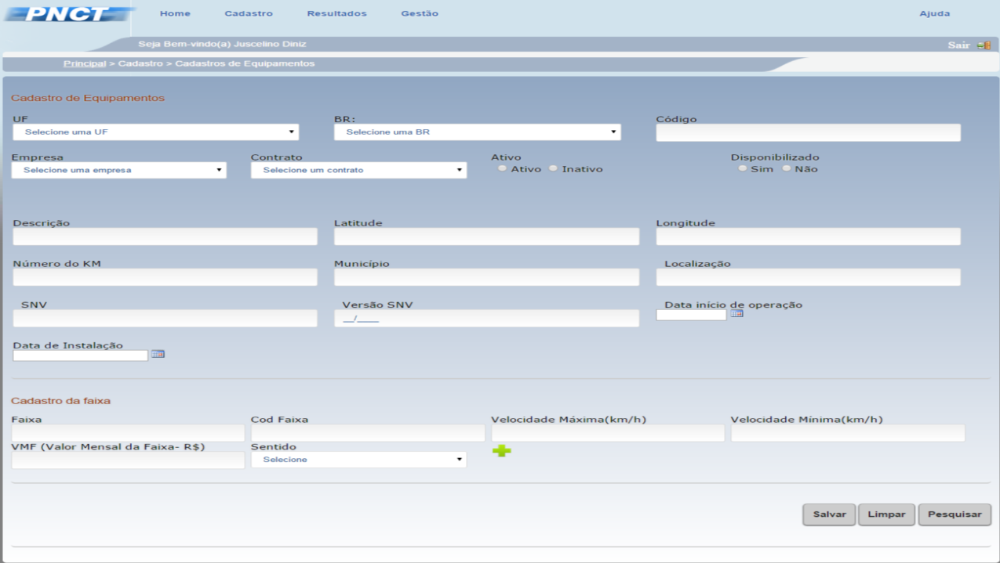 PNCT Home Cadastro Resultados Gestão Ajuda
Seja Bem-vindo(a) Juscelino Diniz Sair
Principal > Cadastro > Cadastros de Equipamentos
Cadastro de Equipamentos
UF BR: Código
Selecione uma UF Selecione uma BR
Empresa Contrato Ativo Disponibilizado
Selecione uma empresa Selecione um contrato Ativo Inativo Sim Não
Descrição Latitude Longitude
Número do KM Município Localização
SNV Versão SNV Data início de operação
__/____
Data de Instalação
Cadastro da faixa
Faixa Cod Faixa Velocidade Máxima(km/h) Velocidade Mínima(km/h)
VMF (Valor Mensal da Faixa- R$) Sentido
Selecione
Salvar Limpar Pesquisar